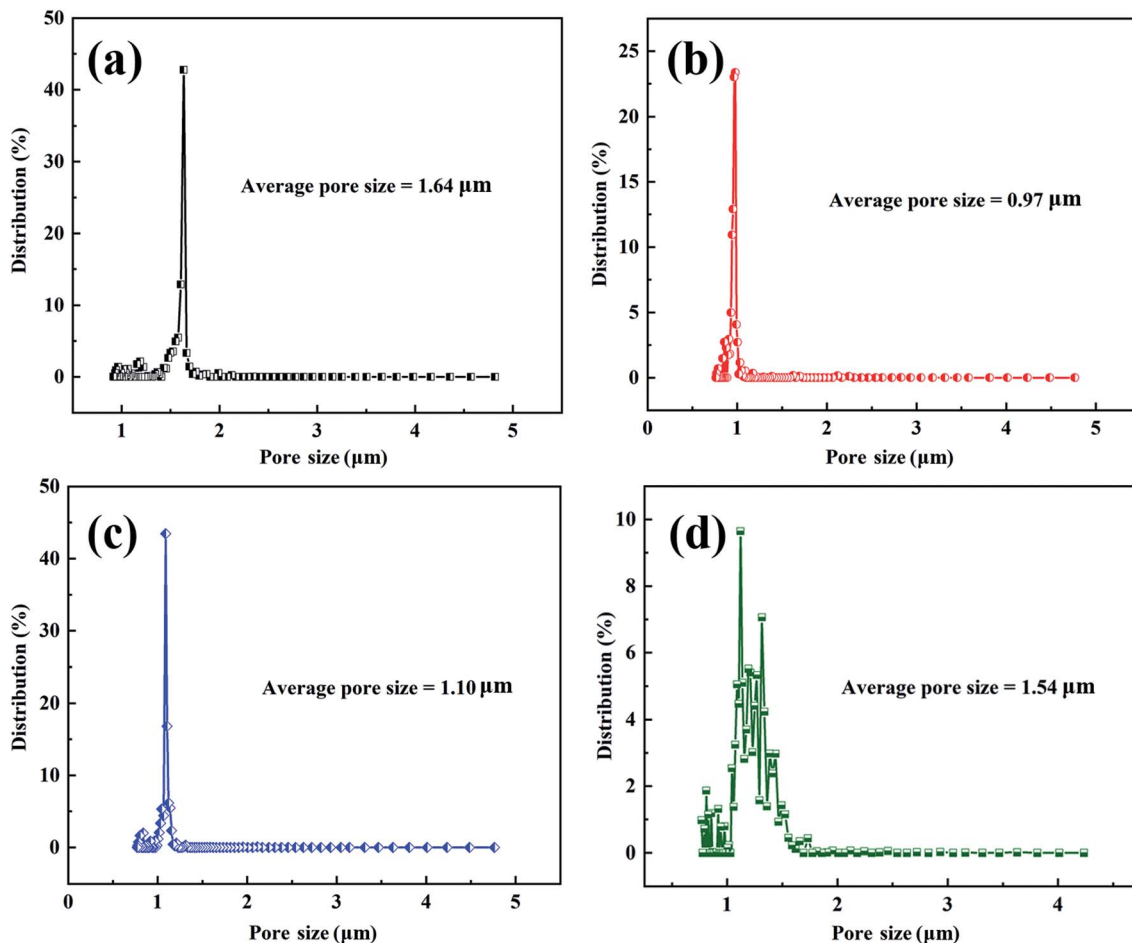 (a)
50
40
30
20
10
0
Distribution (%)
Average pore size = 1.64 μm
1 2 3 4 5
Pore size (μm)
(b)
25
20
15
10
5
0
Distribution (%)
Average pore size = 0.97 μm
0 1 2 3 4 5
Pore size (μm)
(c)
50
40
30
20
10
0
Distribution (%)
Average pore size = 1.10 μm
0 1 2 3 4 5
Pore size (μm)
(d)
10
8
6
4
2
0
Distribution (%)
Average pore size = 1.54 μm
1 2 3 4
Pore size (μm)